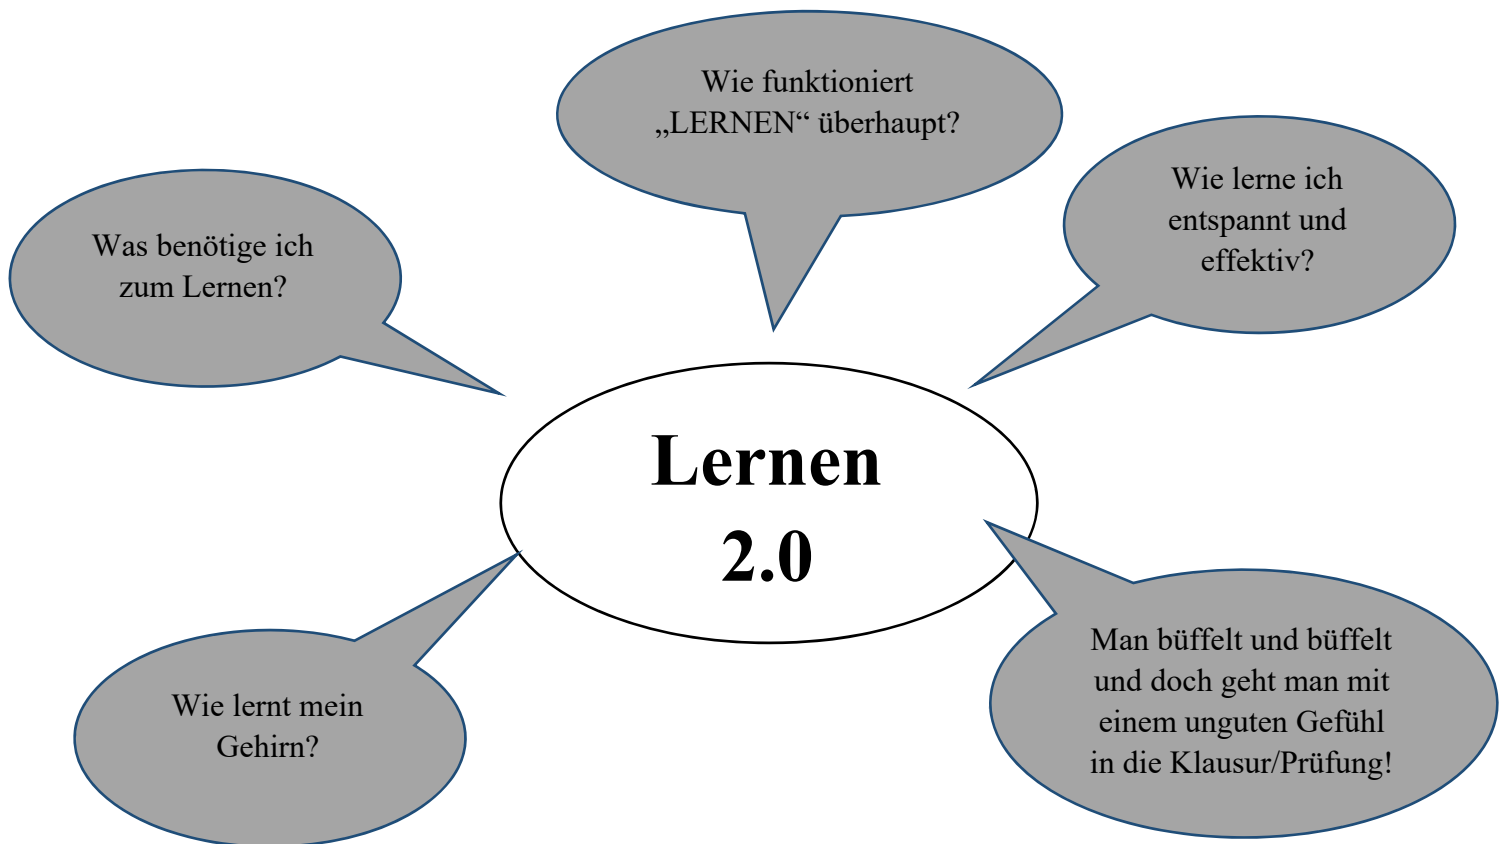 Wie funktioniert
„LERNEN“ überhaupt?
Wie lerne ich
entspannt und
effektiv?
Was benötige ich
zum Lernen?
Lernen
2.0
Wie lernt mein
Gehirn?
Man büffelt und büffelt
und doch geht man mit
einem unguten Gefühl
in die Klausur/Prüfung!